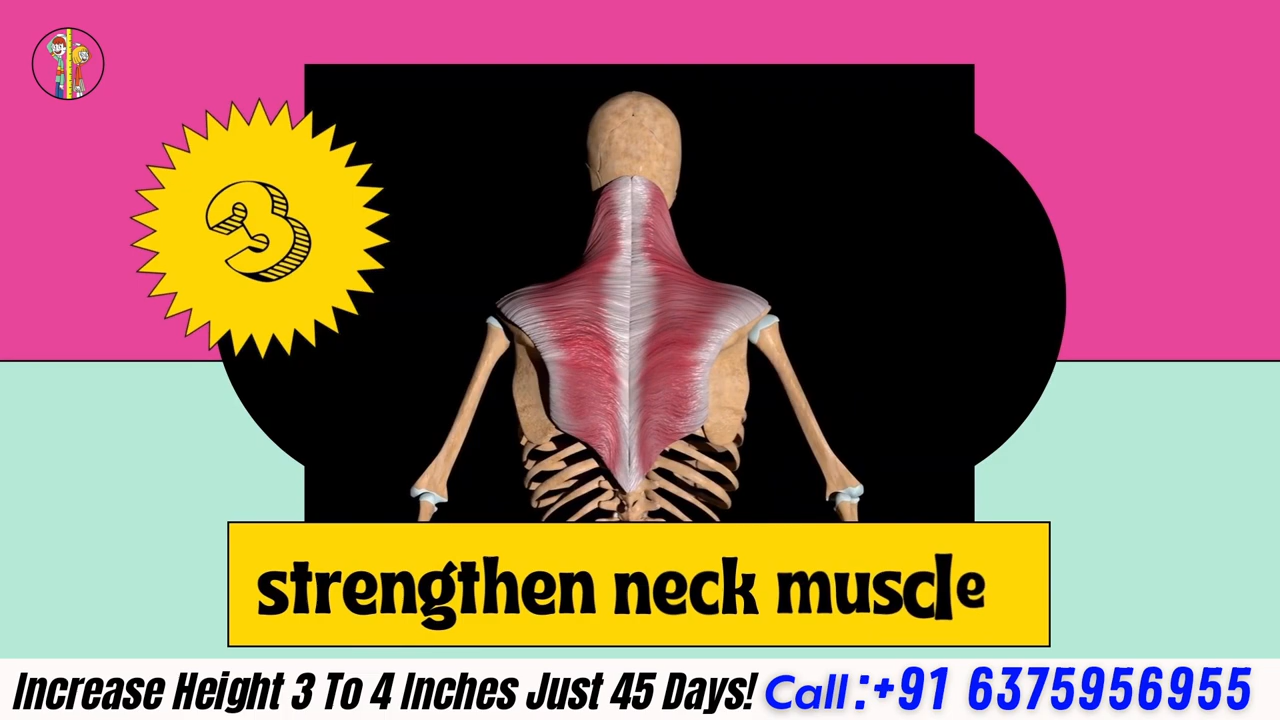 3
strengthen neck muscle
Increase Height 3 To 4 Inches Just 45 Days! Call:+91 6375956955